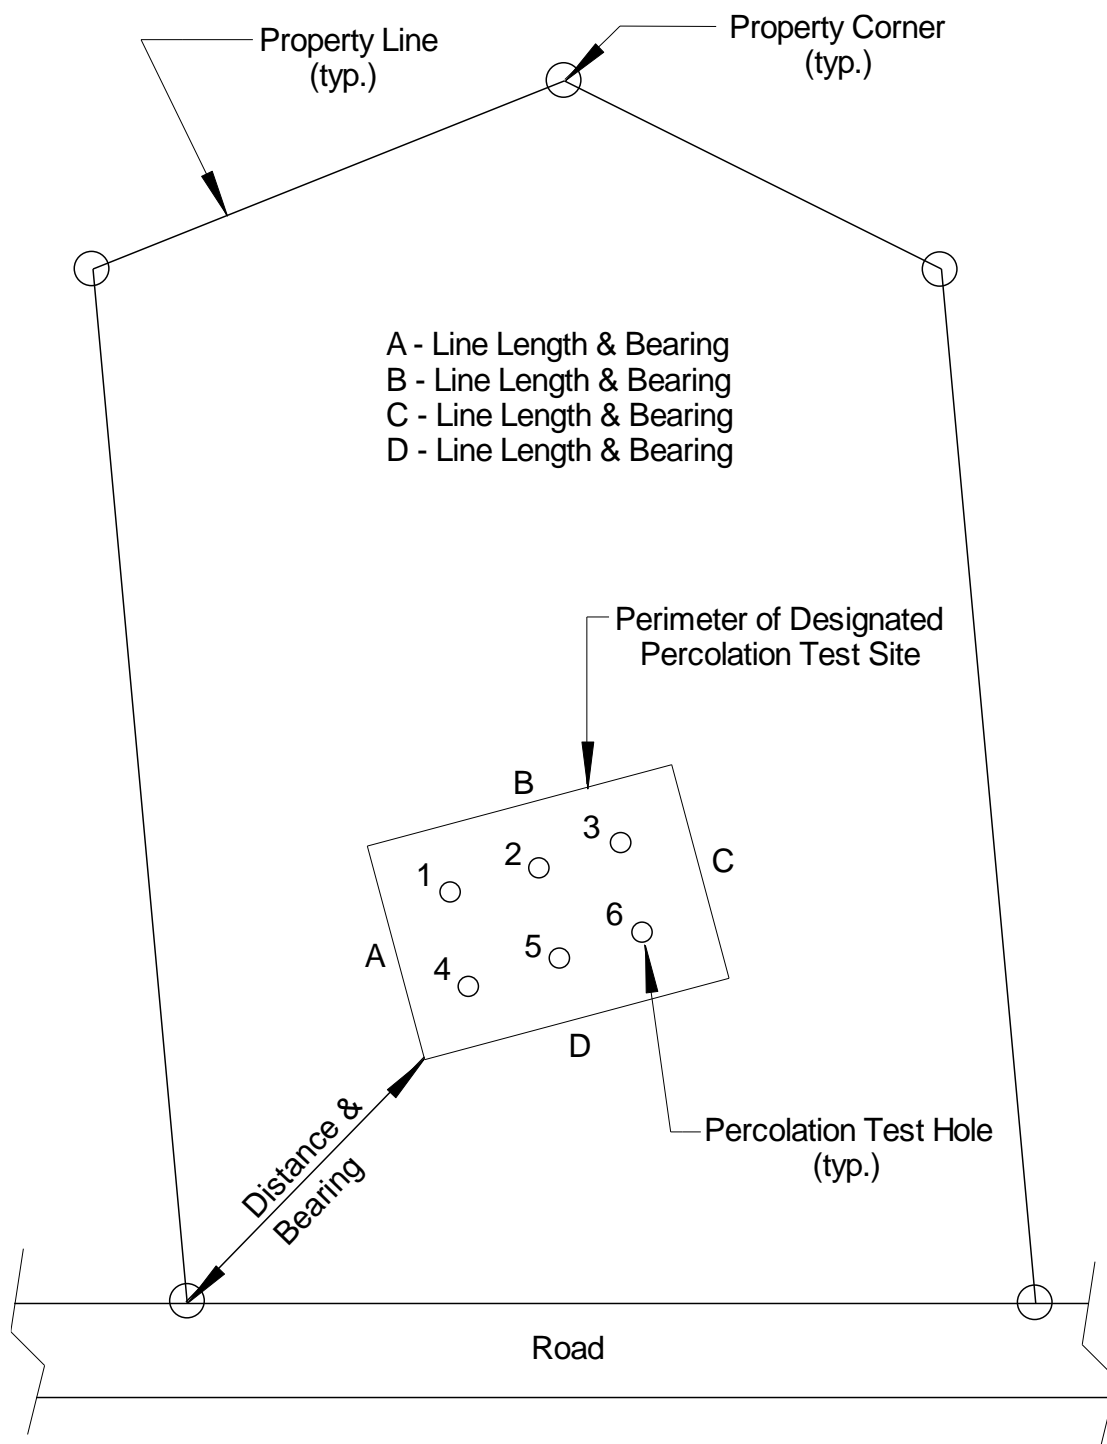 Property Line
(typ.)
Property Corner
(typ.)
A - Line Length & Bearing
B - Line Length & Bearing
C - Line Length & Bearing
D - Line Length & Bearing
Perimeter of Designated
Percolation Test Site
B
3
2
C
1
6
5
A
4
D
Distance &
Bearing
Percolation Test Hole
(typ.)
Road